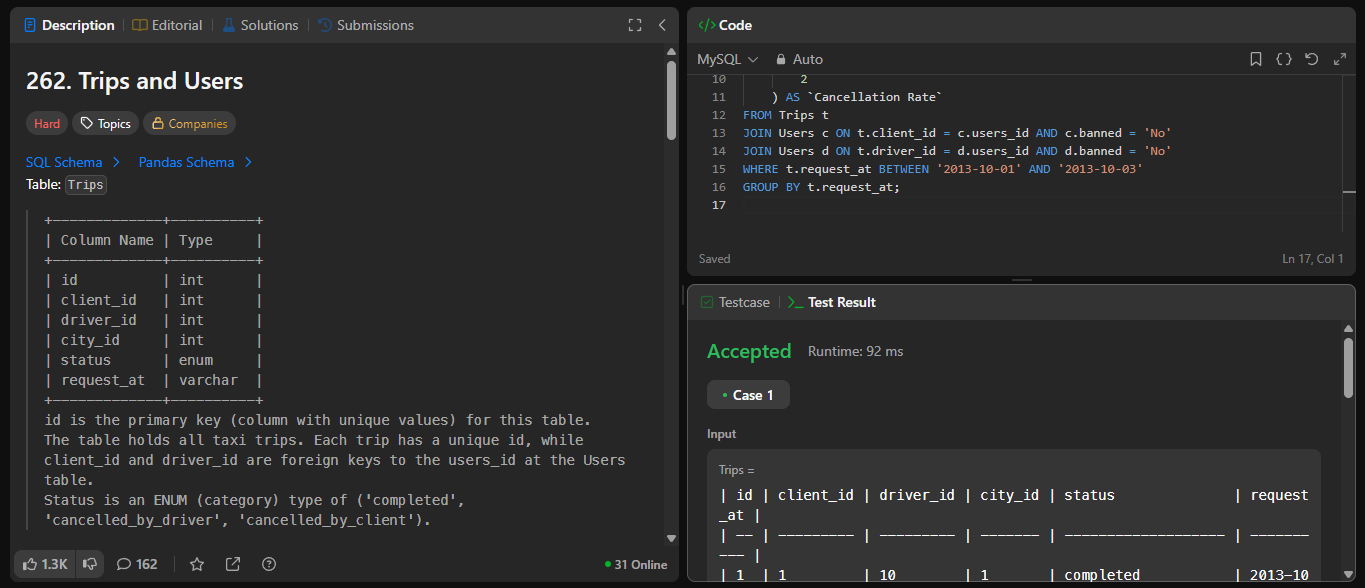 Description
Editorial
Solutions
Submissions
262. Trips and Users
Hard
Topics
Companies
SQL Schema
Pandas Schema
Table: Trips
+-------------+----------+
| Column Name | Type     |
+-------------+----------+
| id          | int      |
| client_id   | int      |
| driver_id   | int      |
| city_id     | int      |
| status      | enum     |
| request_at  | varchar  |
+-------------+----------+
id is the primary key (column with unique values) for this table.
The table holds all taxi trips. Each trip has a unique id, while
client_id and driver_id are foreign keys to the users_id at the Users
table.
Status is an ENUM (category) type of ('completed',
'cancelled_by_driver', 'cancelled_by_client').
1.3K
162
31 Online
</> Code
MySQL
Auto
10 2
11 ) AS `Cancellation Rate`
12 FROM Trips t
13 JOIN Users c ON t.client_id = c.users_id AND c.banned = 'No'
14 JOIN Users d ON t.driver_id = d.users_id AND d.banned = 'No'
15 WHERE t.request_at BETWEEN '2013-10-01' AND '2013-10-03'
16 GROUP BY t.request_at;
17
Saved
Ln 17, Col 1
Testcase
>_ Test Result
Accepted
Runtime: 92 ms
• Case 1
Input
Trips =
| id | client_id | driver_id | city_id | status              | request
_at |
| -- | --------- | --------- | ------- | ------------------- | -------
--- |
| 1  | 1         | 10        | 1       | completed           | 2013-10